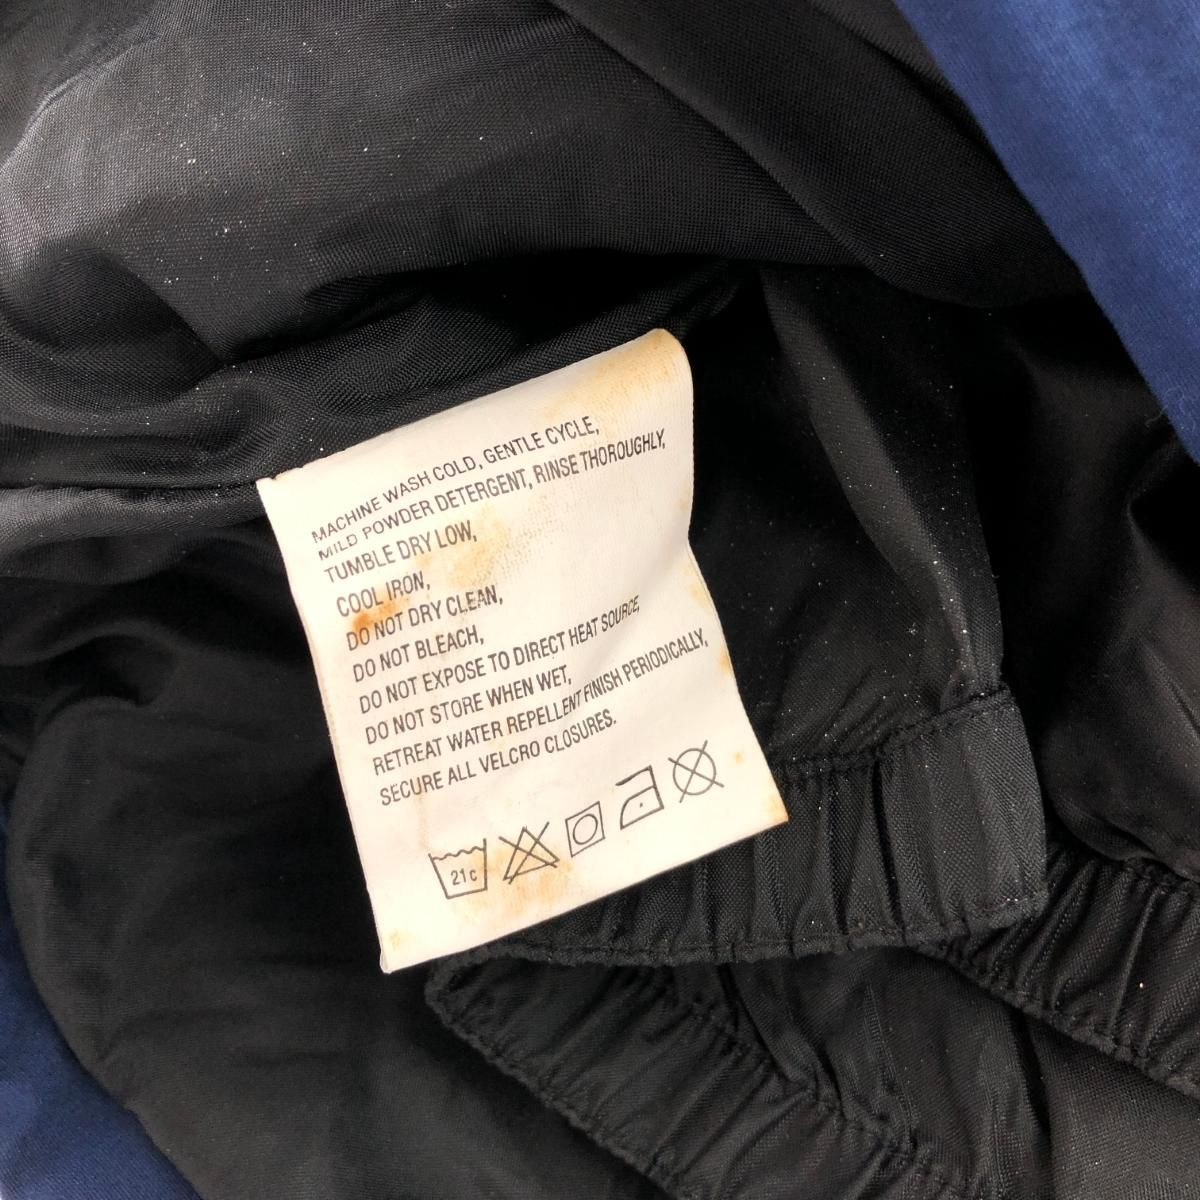 MACHINE WASH COLD, GENTLE CYCLE,
MILD POWDER DETERGENT, RINSE THOROUGHLY,
TUMBLE DRY LOW,
COOL IRON,
DO NOT DRY CLEAN,
DO NOT BLEACH,
DO NOT EXPOSE TO DIRECT HEAT SOURCE,
DO NOT STORE WHEN WET,
RETREAT WATER REPELLENT FINISH PERIODICALLY,
SECURE ALL VELCRO CLOSURES.
21c